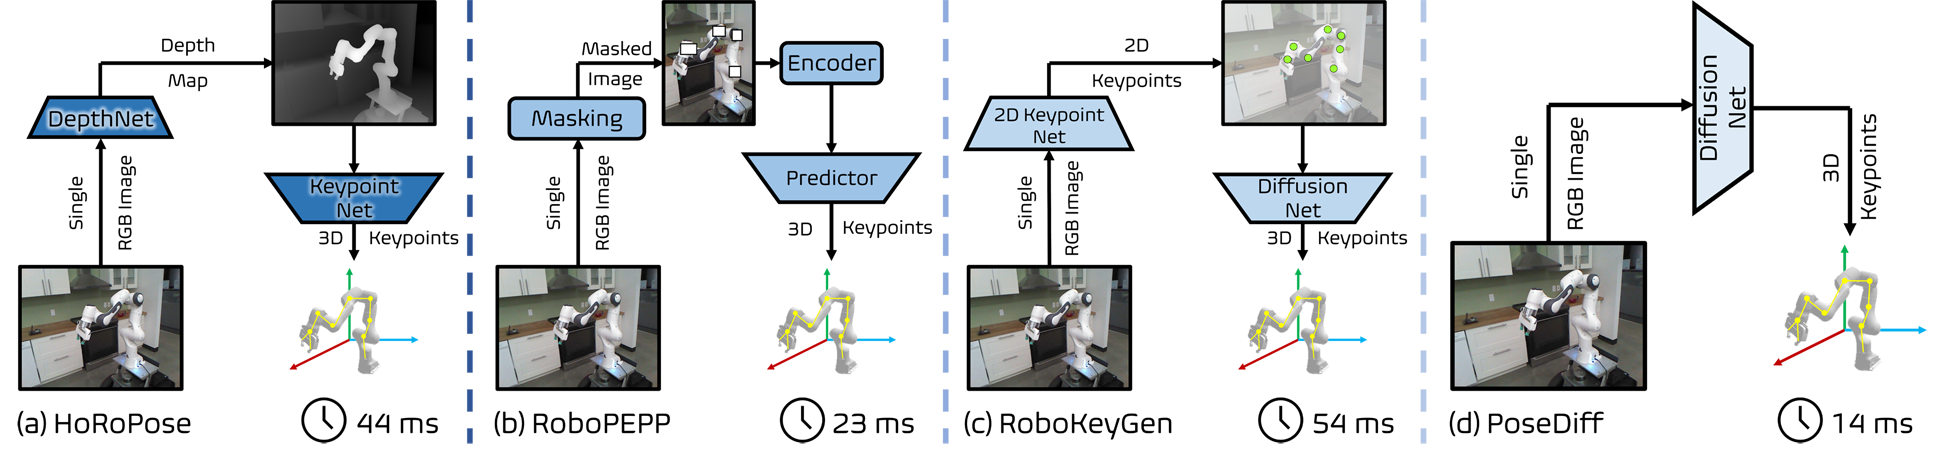 Depth
Map
DepthNet
Single
RGB Image
Keypoint
Net
3D Keypoints
(a) HoRoPose
44 ms
Masked
Image
Masking
Encoder
Single
RGB Image
Predictor
3D Keypoints
(b) RoboPEPP
23 ms
2D
Keypoints
2D Keypoint
Net
Single
RGB Image
Diffusion
Net
3D Keypoints
(c) RoboKeyGen
54 ms
Single
RGB Image
Diffusion
Net
3D
Keypoints
(d) PoseDiff
14 ms